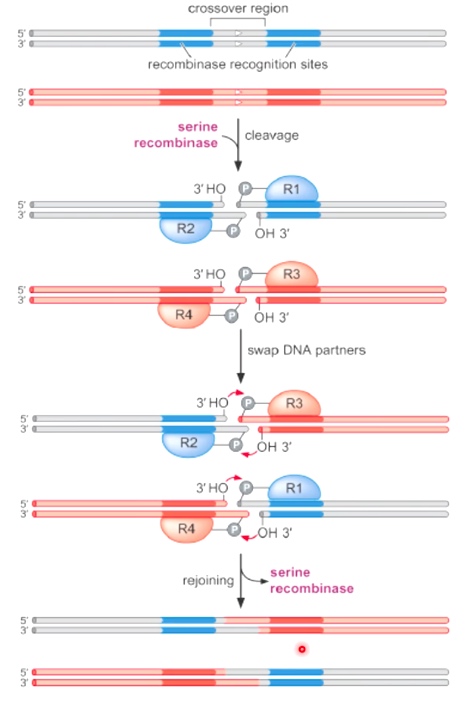 crossover region
5'
3'
recombinase recognition sites
5'
3'
serine
recombinase
cleavage
3' HO
P
R1
5'
3'
R2
P
OH 3'
3' HO
P
R3
5'
3'
R4
P
OH 3'
swap DNA partners
3' HO
P
R3
5'
3'
R2
P
OH 3'
3' HO
P
R1
5'
3'
R4
P
OH 3'
rejoining
serine
recombinase
5'
3'
5'
3'